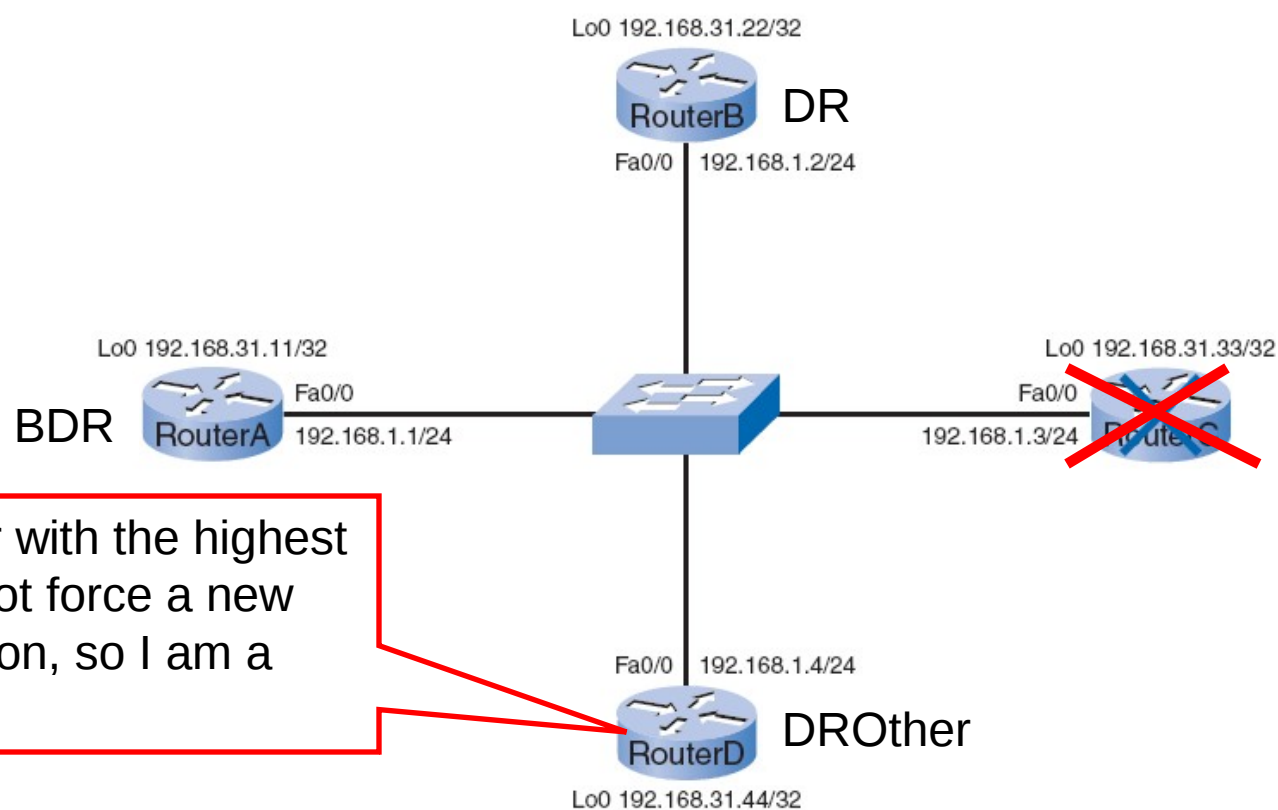 Lo0 192.168.31.22/32
RouterB
DR
Fa0/0
192.168.1.2/24
Lo0 192.168.31.11/32
Lo0 192.168.31.33/32
Fa0/0
Fa0/0
BDR
RouterA
192.168.1.1/24
192.168.1.3/24
RouterC
with the highest
ot force a new
on, so I am a
Fa0/0
192.168.1.4/24
RouterD
DROther
Lo0 192.168.31.44/32